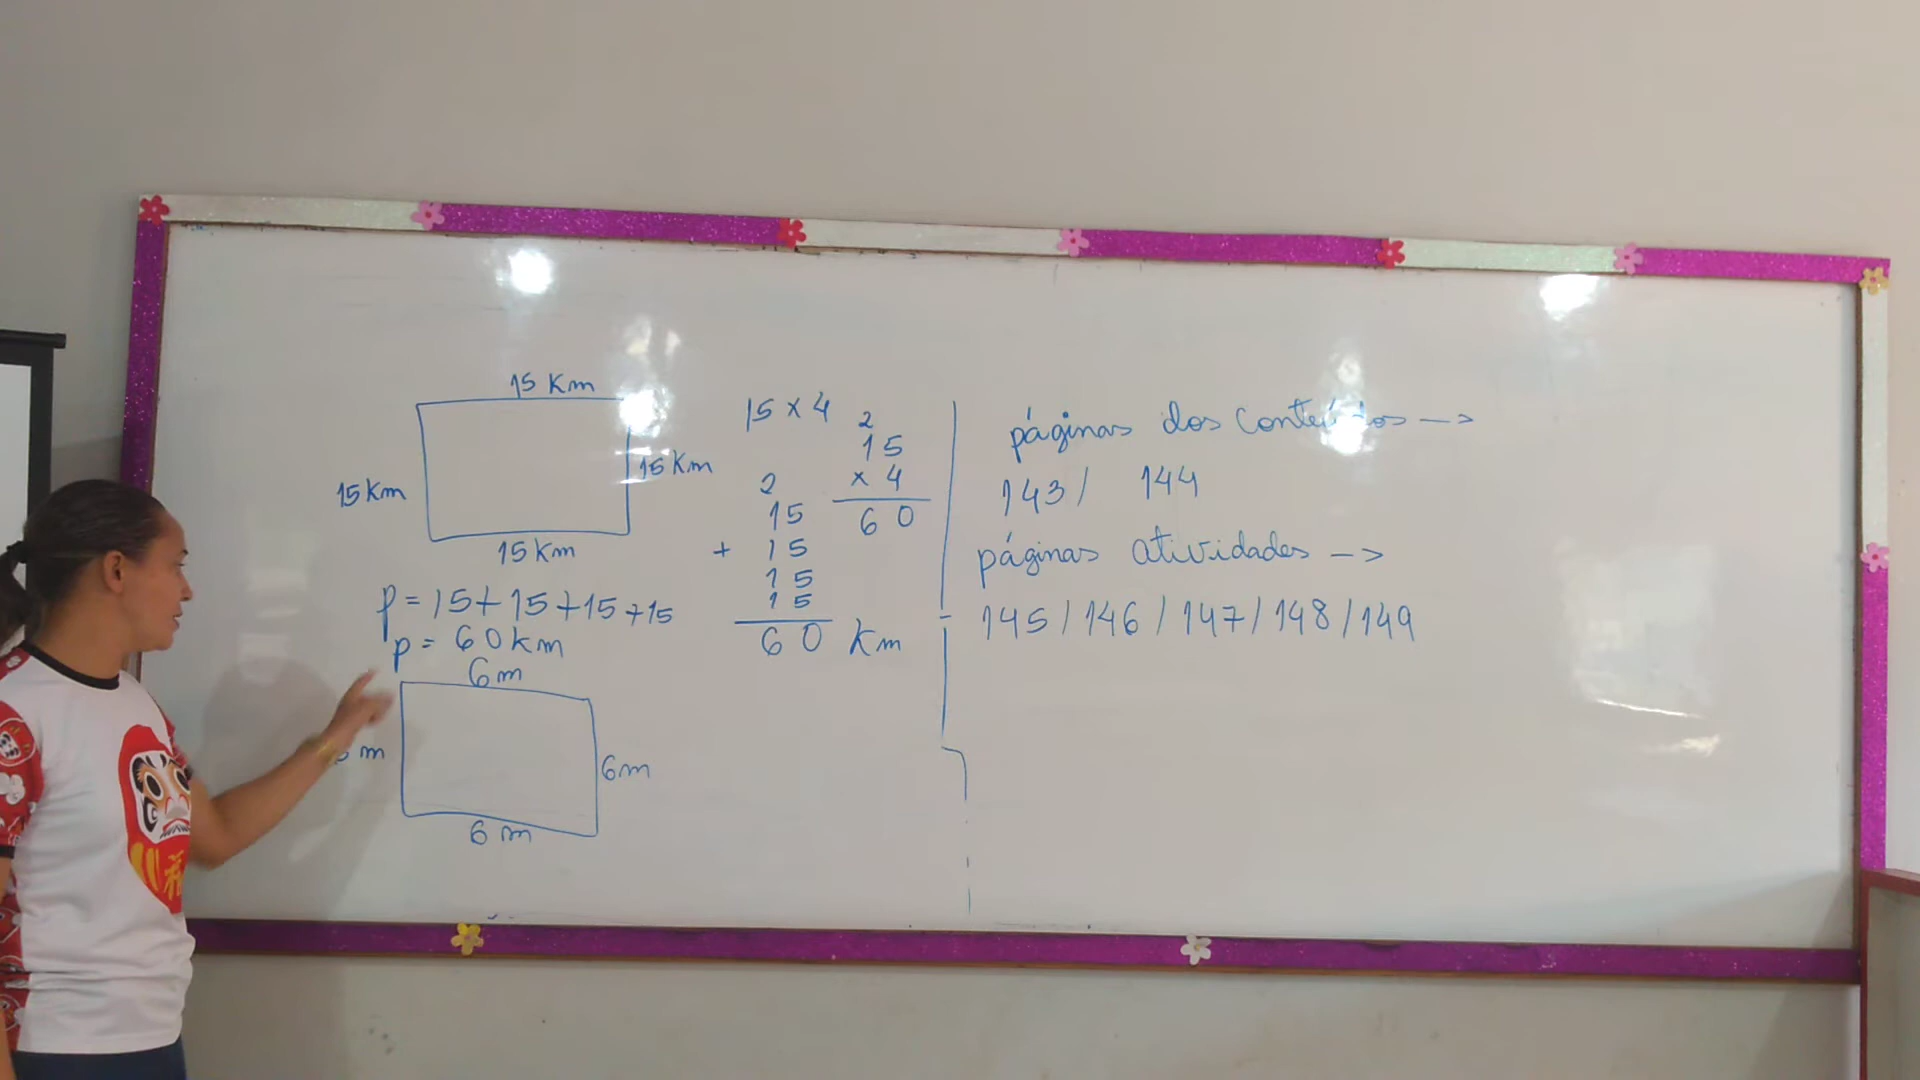 15 Km
15 Km
15 Km
15 Km
p = 15 + 15 + 15 + 15
p = 60 km
6 m
m
6 m
6 m
15 x 4
2
15
x 4
60
2
15
+ 15
15
15
60 Km
páginas dos Conteúdos -->
143 / 144
páginas atividades -->
- 145 / 146 / 147 / 148 / 149